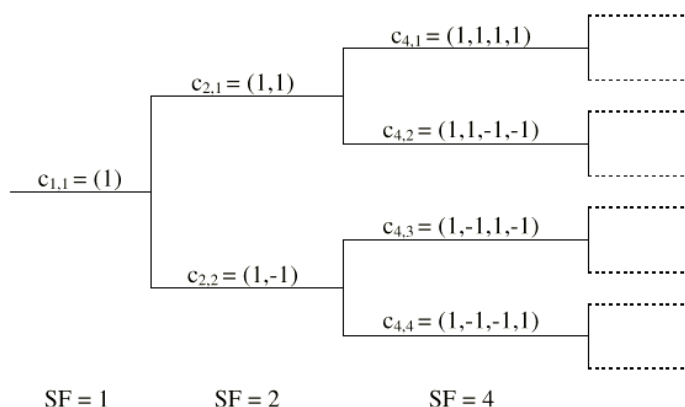 c4,1 = (1,1,1,1)
c2,1 = (1,1)
c4,2 = (1,1,-1,-1)
c1,1 = (1)
c4,3 = (1,-1,1,-1)
c2,2 = (1,-1)
c4,4 = (1,-1,-1,1)
SF = 1 SF = 2 SF = 4